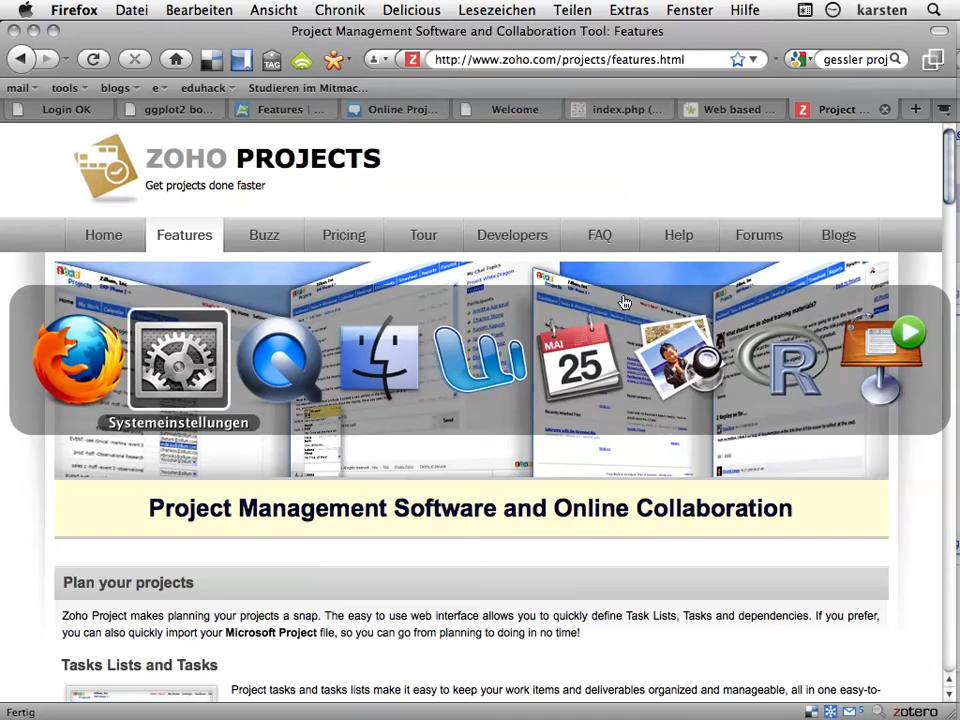 Firefox Datei Bearbeiten Ansicht Chronik Delicious Lesezeichen Teilen Extras Fenster Hilfe karsten
Project Management Software and Collaboration Tool: Features
TAG http://www.zoho.com/projects/features.html gessler proj
mail tools blogs e eduhack Studieren im Mitmac...
Login OK ggplot2 bo... Features | Online Proj... Welcome index.php (... Web based ... Project ...
ZOHO PROJECTS
Get projects done faster
Home Features Buzz Pricing Tour Developers FAQ Help Forums Blogs
MAI
25
R
Systemeinstellungen
Project Management Software and Online Collaboration
Plan your projects
Zoho Project makes planning your projects a snap. The easy to use web interface allows you to quickly define Task Lists, Tasks and dependencies. If you prefer,
you can also quickly import your Microsoft Project file, so you can go from planning to doing in no time!
Tasks Lists and Tasks
Project tasks and tasks lists make it easy to keep your work items and deliverables organized and manageable, all in one easy-to-
Fertig 5 zotero